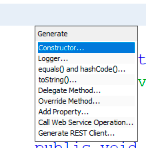 Generate
Constructor...
Logger...
equals() and hashCode()...
toString()...
Delegate Method...
Override Method...
Add Property...
Call Web Service Operation...
Generate REST Client...
public void